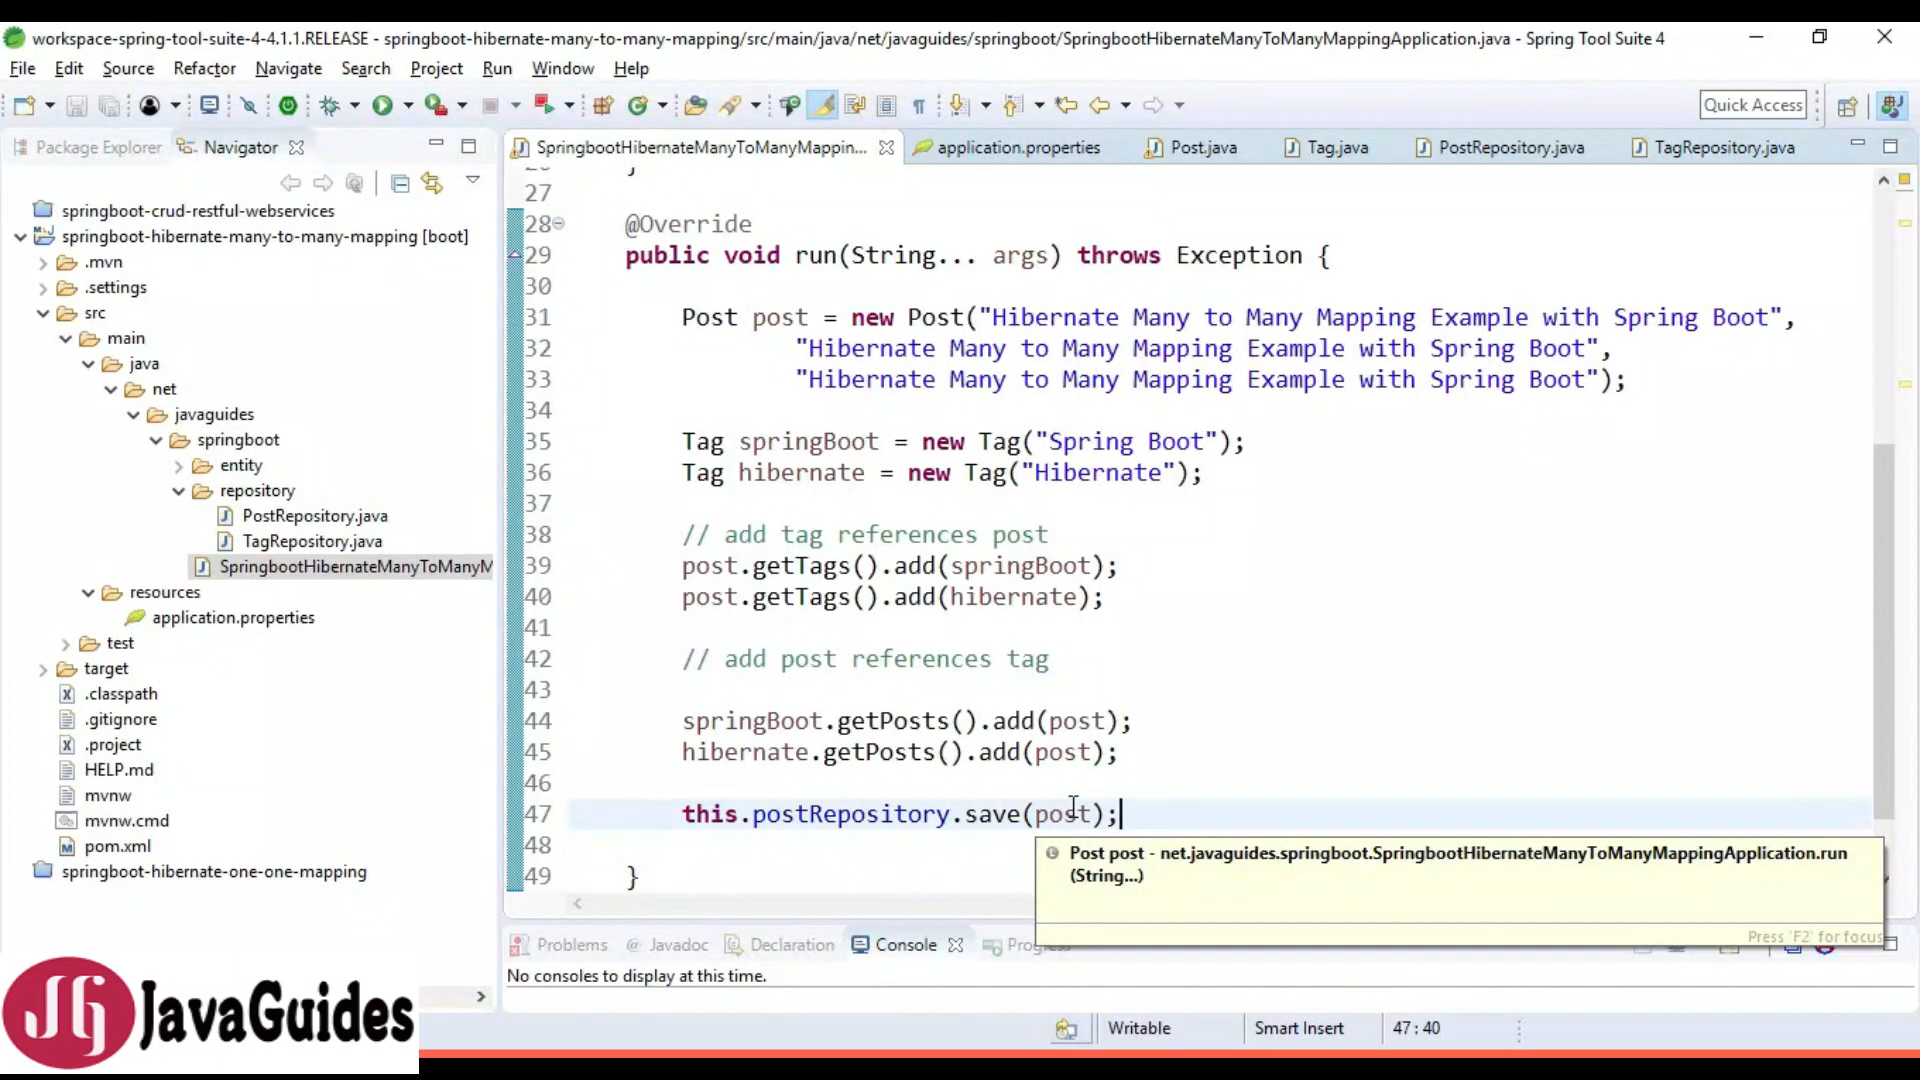 workspace-spring-tool-suite-4-4.1.1.RELEASE - springboot-hibernate-many-to-many-mapping/src/main/java/net/javaguides/springboot/SpringbootHibernateManyToManyMappingApplication.java - Spring Tool Suite 4
File Edit Source Refactor Navigate Search Project Run Window Help
Quick Access
Package Explorer Navigator
springboot-crud-restful-webservices
springboot-hibernate-many-to-many-mapping [boot]
.mvn
.settings
src
main
java
net
javaguides
springboot
entity
repository
PostRepository.java
TagRepository.java
SpringbootHibernateManyToManyM
resources
application.properties
test
target
.classpath
.gitignore
.project
HELP.md
mvnw
mvnw.cmd
pom.xml
springboot-hibernate-one-one-mapping
SpringbootHibernateManyToManyMappin... application.properties Post.java Tag.java PostRepository.java TagRepository.java
27
28 @Override
29 public void run(String... args) throws Exception {
30
31 Post post = new Post("Hibernate Many to Many Mapping Example with Spring Boot",
32 "Hibernate Many to Many Mapping Example with Spring Boot",
33 "Hibernate Many to Many Mapping Example with Spring Boot");
34
35 Tag springBoot = new Tag("Spring Boot");
36 Tag hibernate = new Tag("Hibernate");
37
38 // add tag references post
39 post.getTags().add(springBoot);
40 post.getTags().add(hibernate);
41
42 // add post references tag
43
44 springBoot.getPosts().add(post);
45 hibernate.getPosts().add(post);
46
47 this.postRepository.save(post);
48
49 }
Post post - net.javaguides.springboot.SpringbootHibernateManyToManyMappingApplication.run
(String...)
Press 'F2' for focus
Problems @ Javadoc Declaration Console
No consoles to display at this time.
Writable Smart Insert 47 : 40
JG JavaGuides